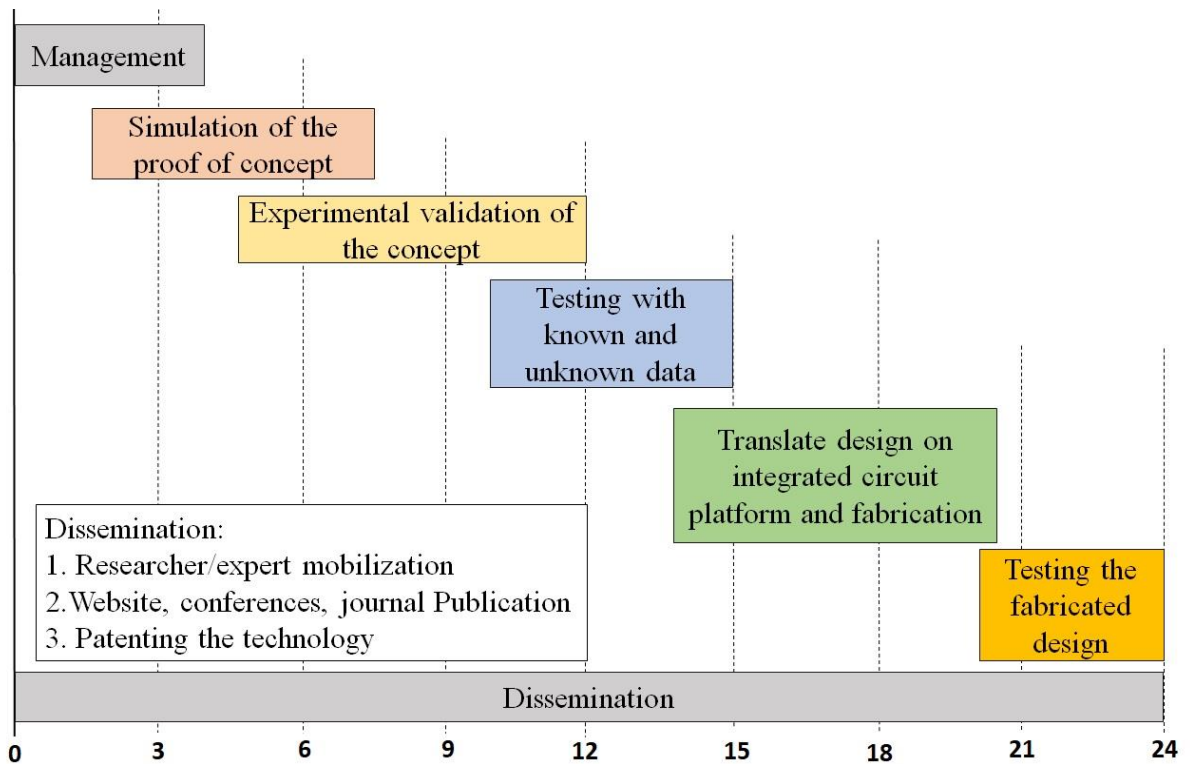 Management
Simulation of the
proof of concept
Experimental validation of
the concept
Testing with
known and
unknown data
Translate design on
integrated circuit
platform and fabrication
Testing the
fabricated
design
Dissemination:
1. Researcher/expert mobilization
2.Website, conferences, journal Publication
3. Patenting the technology
Dissemination
0 3 6 9 12 15 18 21 24